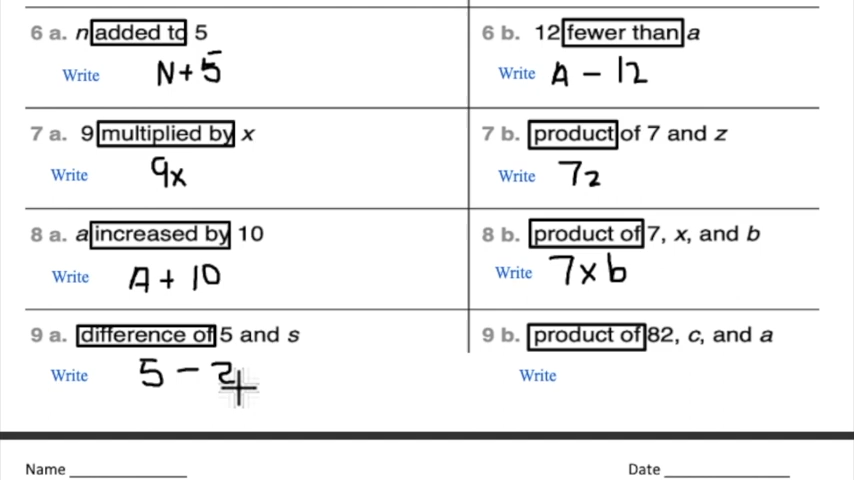 6 a. n added to 5
Write N + 5
6 b. 12 fewer than a
Write A - 12
7 a. 9 multiplied by x
Write 9x
7 b. product of 7 and z
Write 7z
8 a. a increased by 10
Write A + 10
8 b. product of 7, x, and b
Write 7xb
9 a. difference of 5 and s
Write 5 -
9 b. product of 82, c, and a
Write
Name
Date